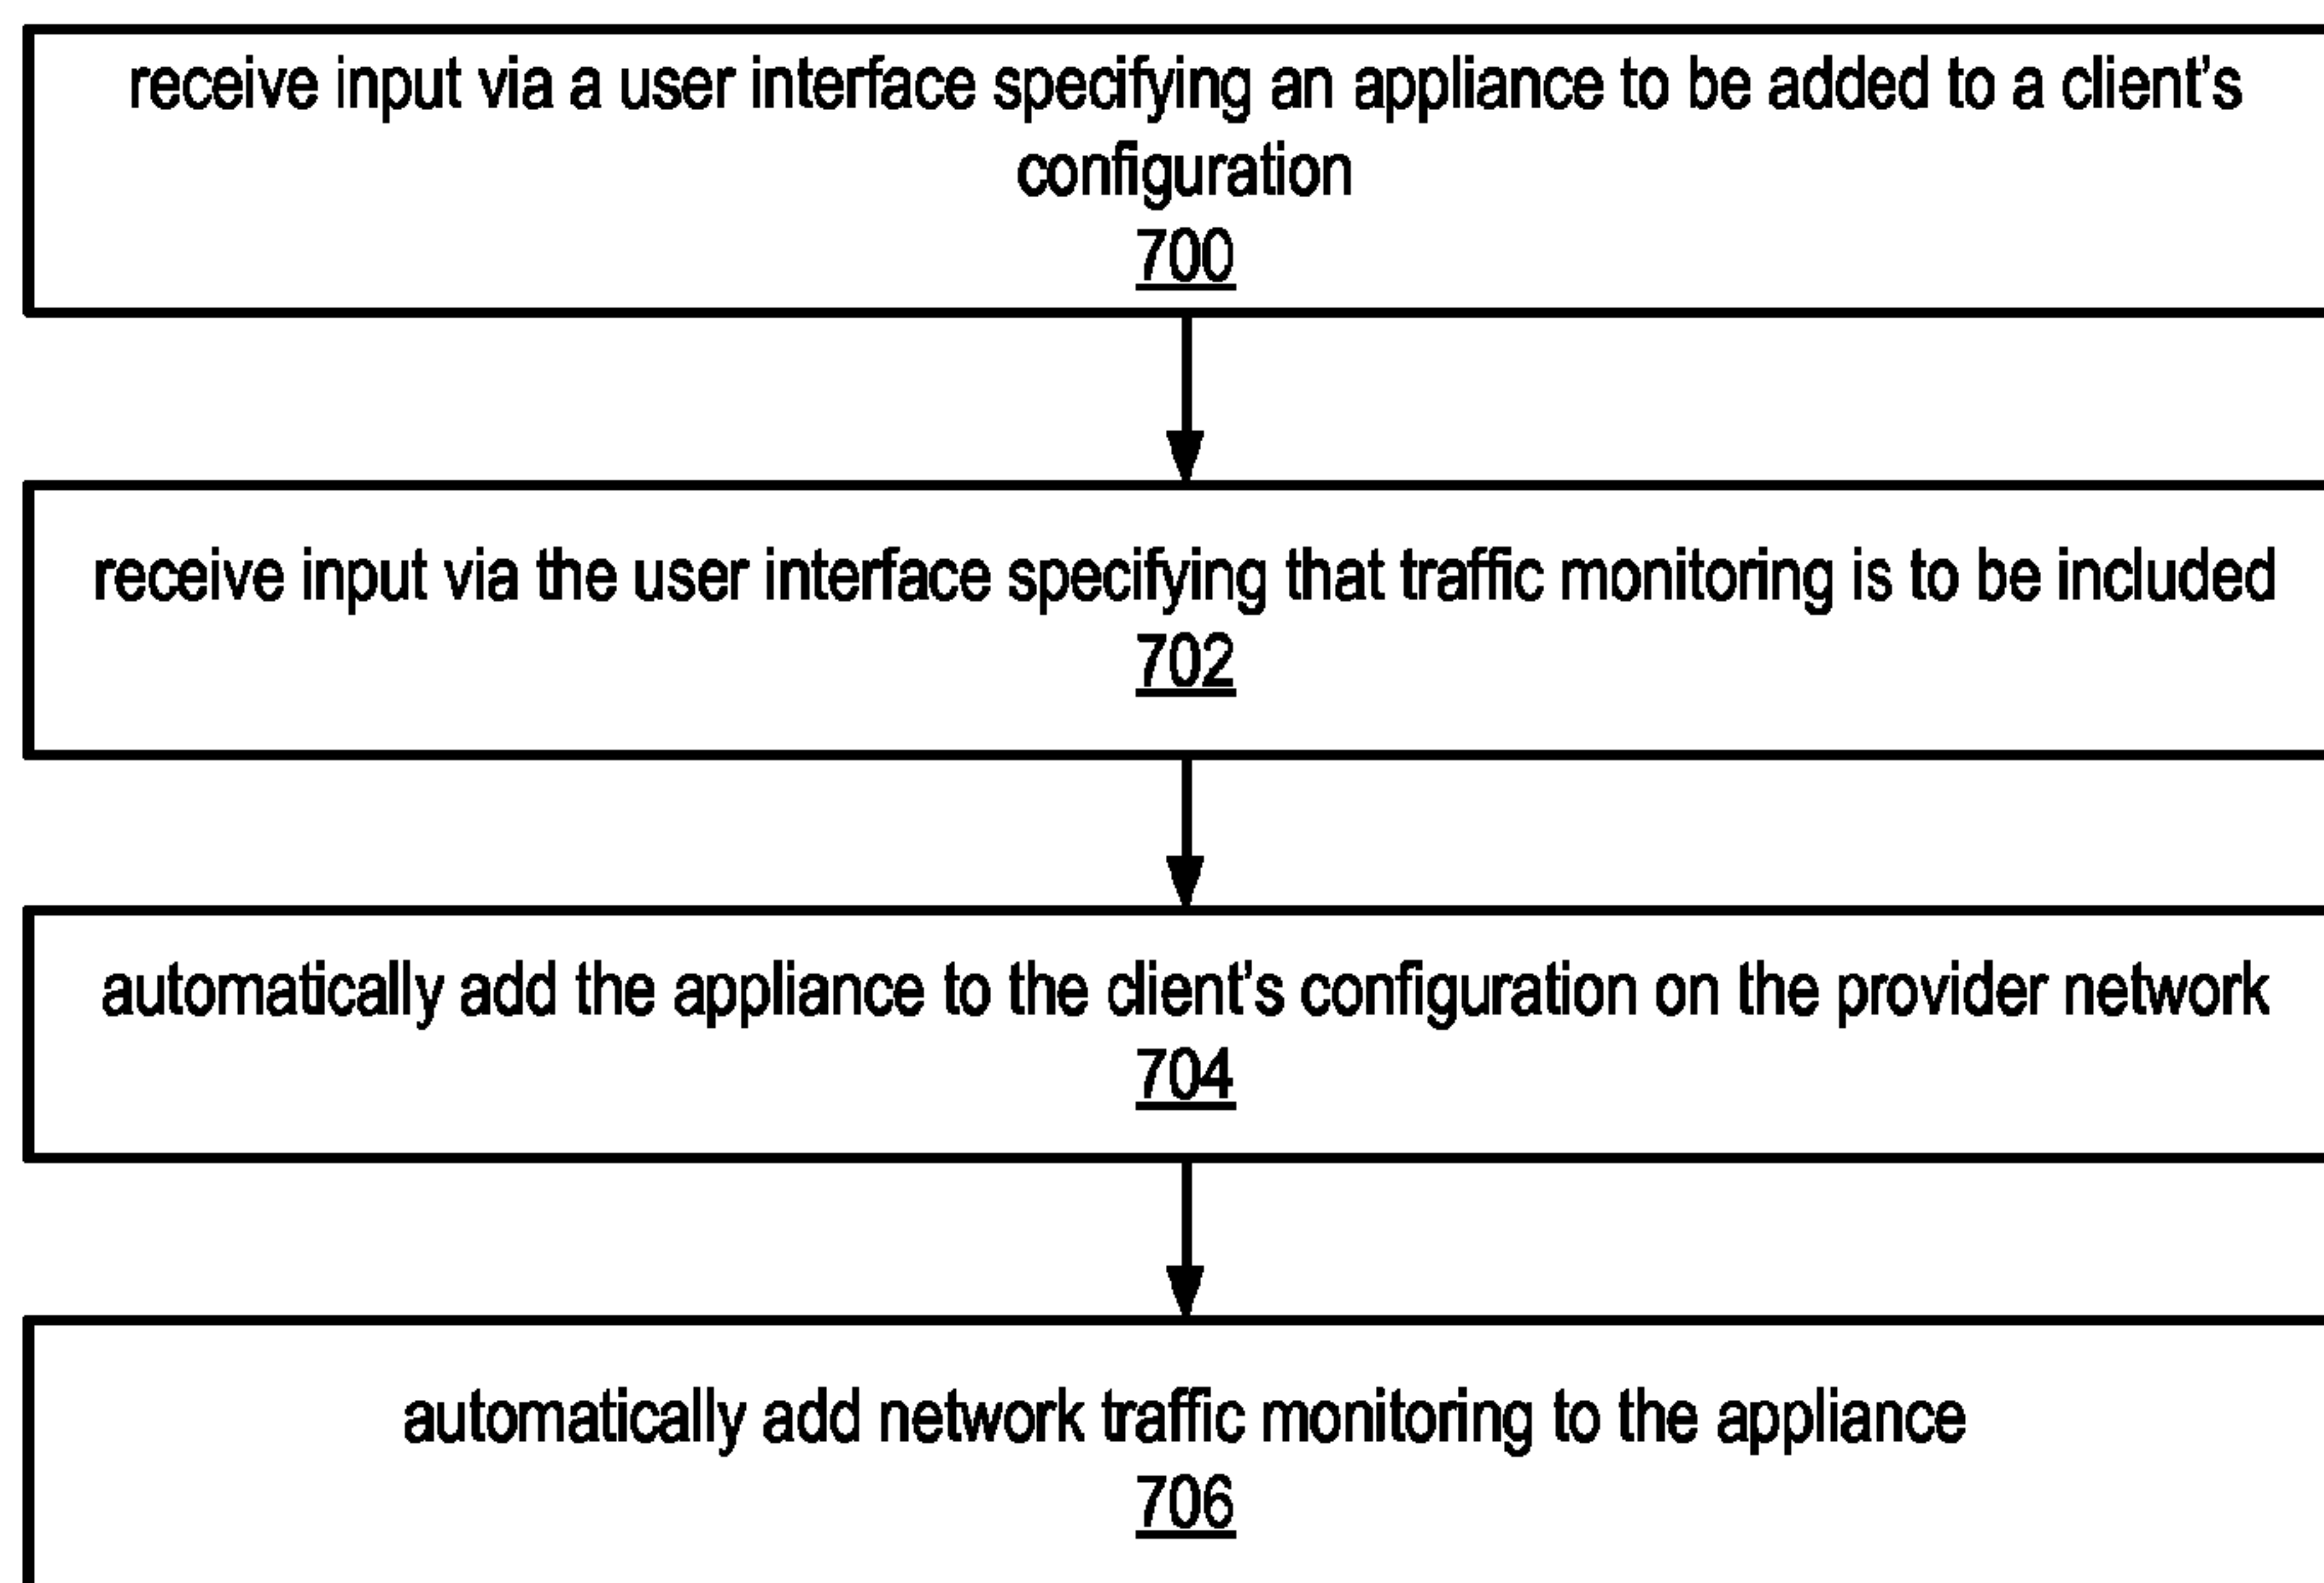 receive input via a user interface specifying an appliance to be added to a client’s
configuration
700
receive input via the user interface specifying that traffic monitoring is to be included
702
automatically add the appliance to the client’s configuration on the provider network
704
automatically add network traffic monitoring to the appliance
706